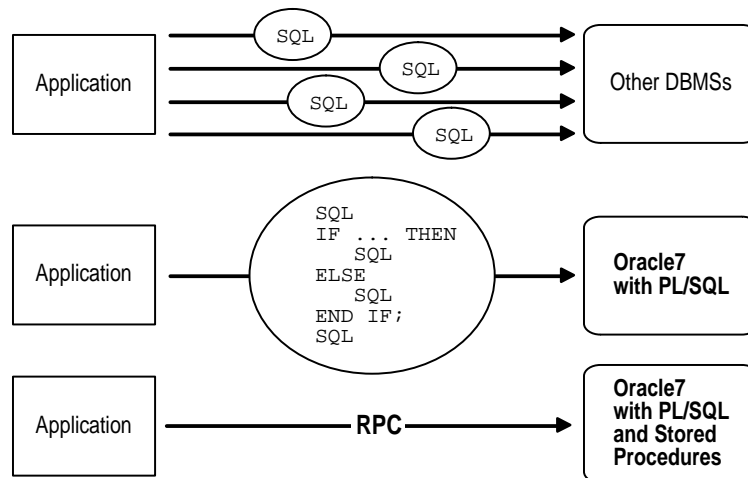 SQL
SQL
Application
Other DBMSs
SQL
SQL
SQL
IF ... THEN
SQL
ELSE
SQL
END IF;
SQL
Application
Oracle7
with PL/SQL
Application
RPC
Oracle7
with PL/SQL
and Stored
Procedures